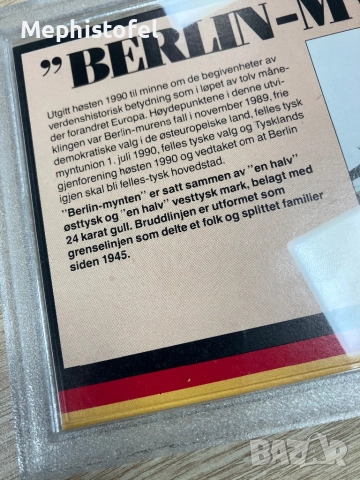 Mephistofel
"BERLIN-M
Utgitt høsten 1990 til minne om de begivenheter av
verdenshistorisk betydning som i løpet av tolv måne-
der forandret Europa. Høydepunktene i denne utvi-
klingen var Berlin-murens fall i november 1989, frie
demokratiske valg i de østeuropeiske land, felles tysk
myntunion 1. juli 1990, felles tyske valg og Tysklands
gjenforening høsten 1990 og vedtaket om at Berlin
igjen skal bli felles-tysk hovedstad.
"Berlin-mynten" er satt sammen av "en halv"
østtysk og "en halv" vesttysk mark, belagt med
24 karat gull. Bruddlinjen er utformet som
grenselinjen som delte et folk og splittet familier
siden 1945.
BAZAR